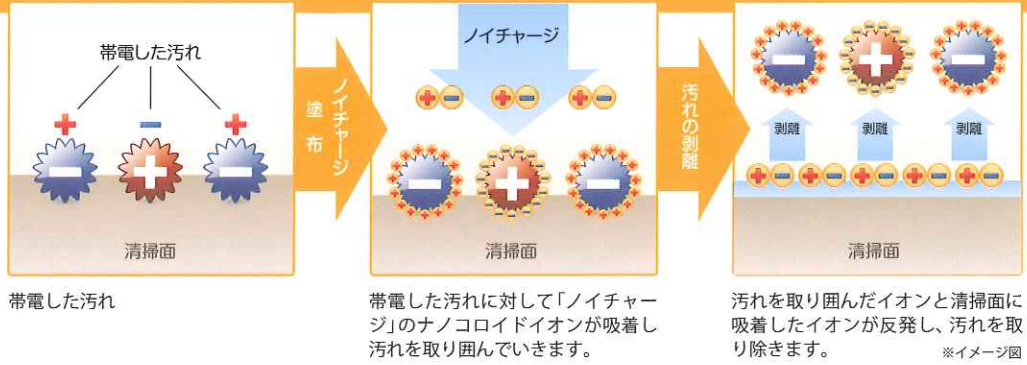 帯電した汚れ
清掃面
帯電した汚れ
ノイチャージ
塗布
ノイチャージ
清掃面
帯電した汚れに対して「ノイチャー
ジ」のナノコロイドイオンが吸着し
汚れを取り囲んでいきます。
汚れの剥離
剥離 剥離 剥離
清掃面
汚れを取り囲んだイオンと清掃面に
吸着したイオンが反発し、汚れを取
り除きます。
※イメージ図